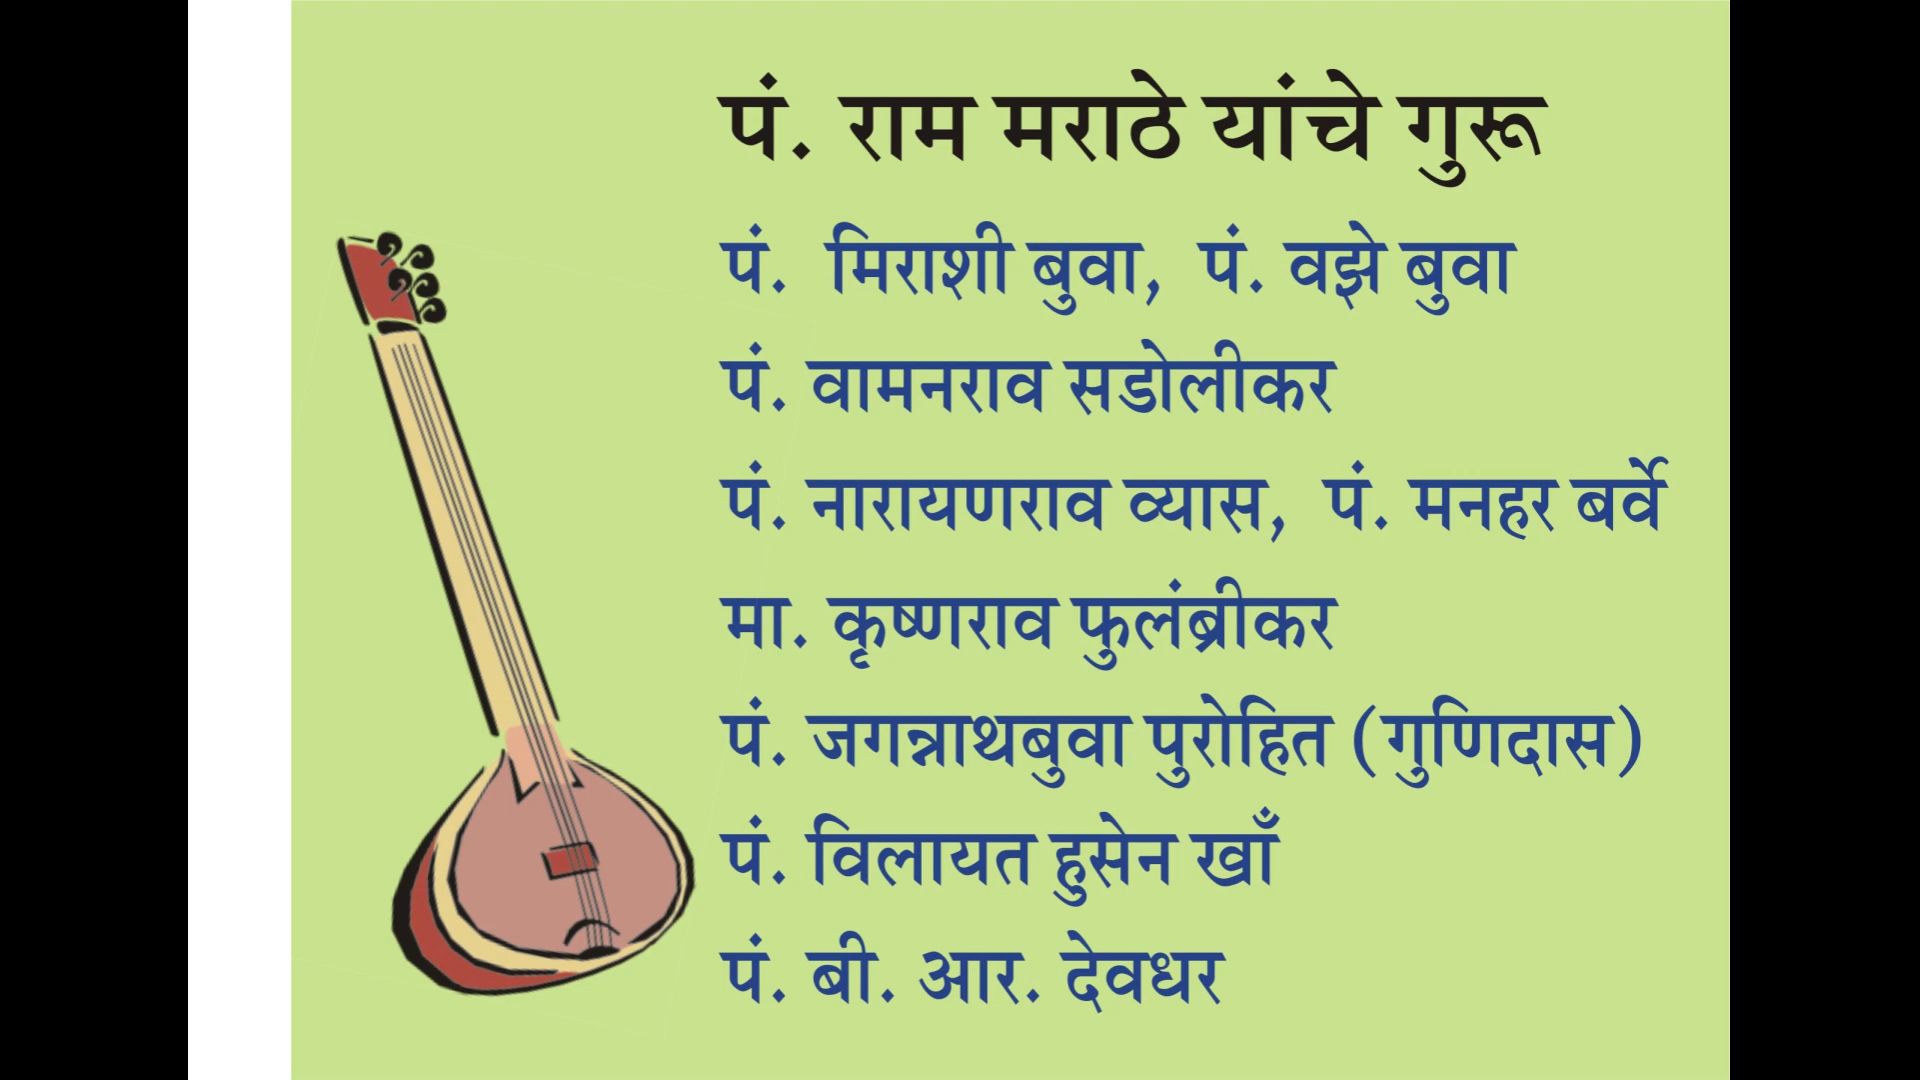 पं. राम मराठे यांचे गुरू
पं. मिराशी बुवा, पं. वझे बुवा
पं. वामनराव सडोलीकर
पं. नारायणराव व्यास, पं. मनहर बर्वे
मा. कृष्णराव फुलंब्रीकर
पं. जगन्नाथबुवा पुरोहित (गुणिदास)
पं. विलायत हुसेन खाँ
पं. बी. आर. देवधर